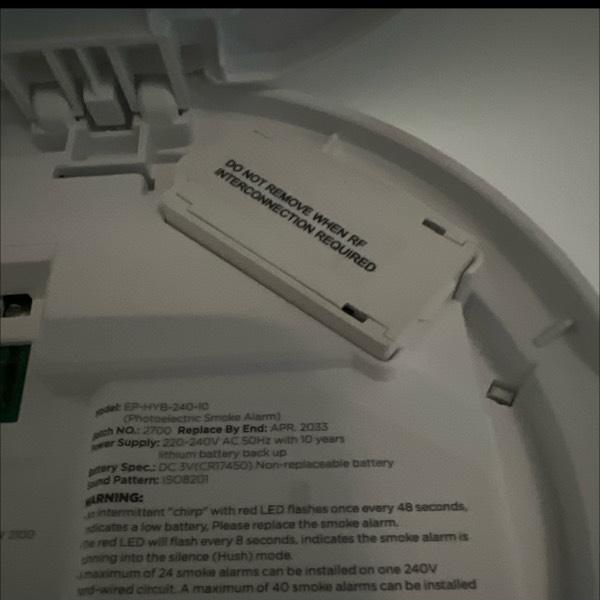 DO NOT REMOVE WHEN RF
INTERCONNECTION REQUIRED
EP-HYB-240-10
(Photoelectric Smoke Alarm)
NO.: 2700 Replace By End: APR. 2033
Supply: 220-240V AC 50Hz with 10 years
lithium battery back up
Spec.: DC 3V(CR17450) Non-replaceable battery
Pattern: ISO8201
WARNING:
intermittent "chirp" with red LED flashes once every 48 seconds,
indicates a low battery, Please replace the smoke alarm.
red LED will flash every 8 seconds, indicates the smoke alarm is
into the silence (Hush) mode.
maximum of 24 smoke alarms can be installed on one 240V
circuit. A maximum of 40 smoke alarms can be installed
2100